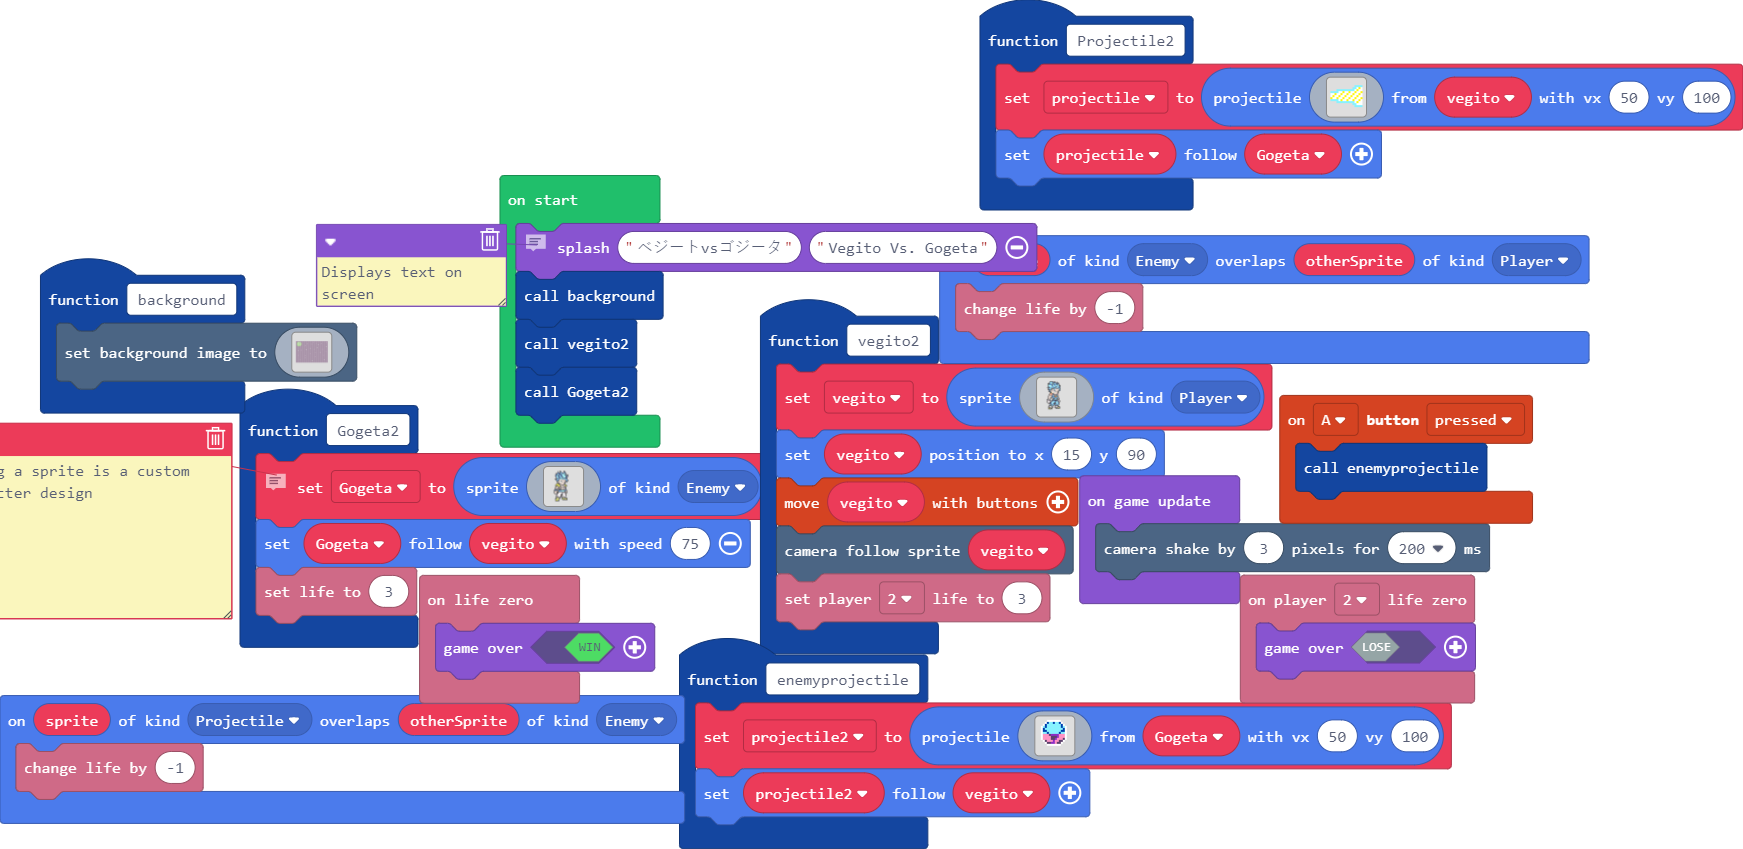 function Projectile2
set projectile to projectile from vegito with vx 50 vy 100
set projectile follow Gogeta
on start
splash "ベジートvsゴジータ" "Vegito Vs. Gogeta"
call background
call vegito2
call Gogeta2
Displays text on
screen
of kind Enemy overlaps otherSprite of kind Player
change life by -1
function background
set background image to
function vegito2
set vegito to sprite of kind Player
set vegito position to x 15 y 90
move vegito with buttons
camera follow sprite vegito
set player 2 life to 3
on A button pressed
call enemyprojectile
function Gogeta2
set Gogeta to sprite of kind Enemy
set Gogeta follow vegito with speed 75
set life to 3
g a sprite is a custom
cter design
on game update
camera shake by 3 pixels for 200 ms
on life zero
game over WIN
on player 2 life zero
game over LOSE
function enemyprojectile
set projectile2 to projectile from Gogeta with vx 50 vy 100
set projectile2 follow vegito
on sprite of kind Projectile overlaps otherSprite of kind Enemy
change life by -1